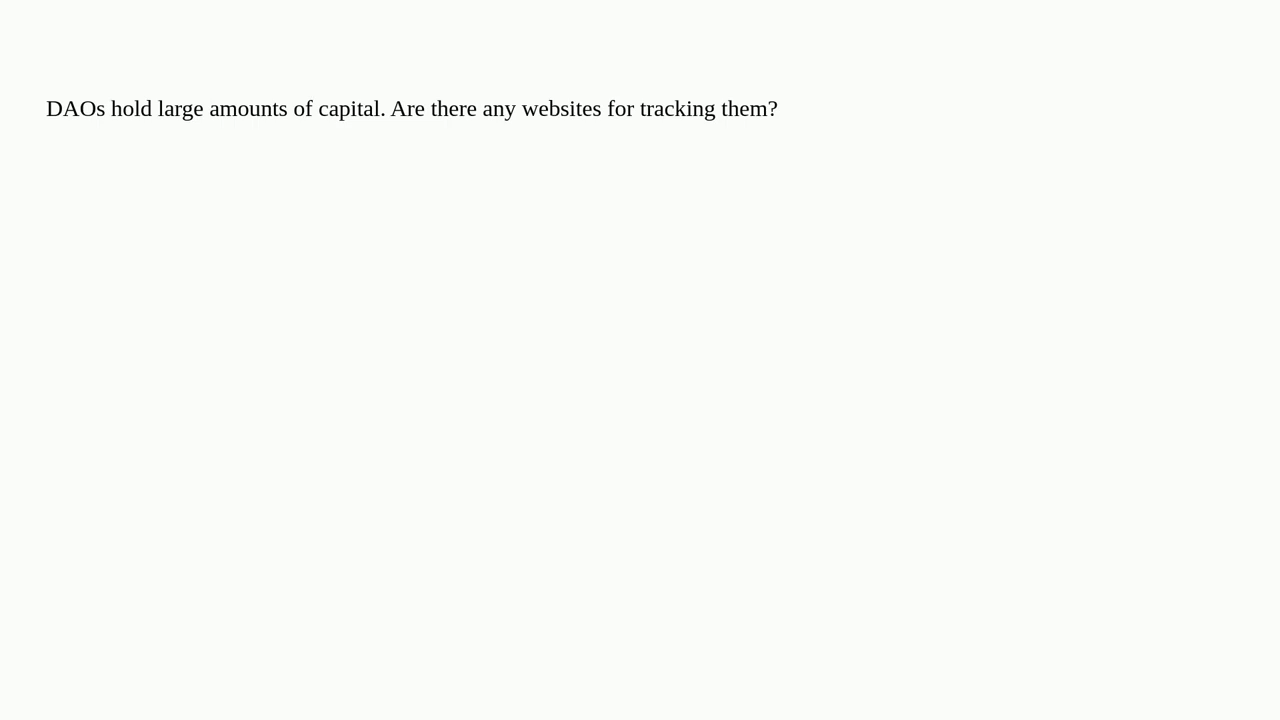 DAOs hold large amounts of capital. Are there any websites for tracking them?